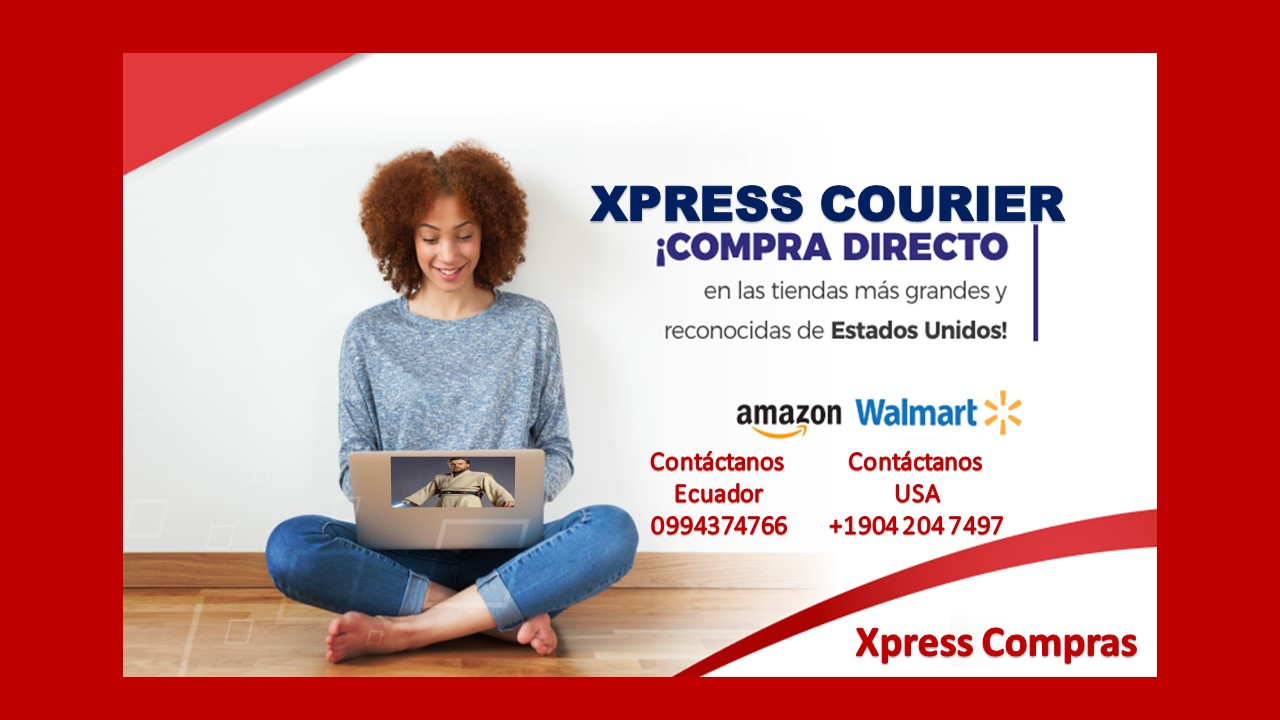 XPRESS COURIER
¡COMPRA DIRECTO
en las tiendas más grandes y
reconocidas de Estados Unidos!
amazon Walmart
Contáctanos
Ecuador
0994374766
Contáctanos
USA
+1904 204 7497
Xpress Compras